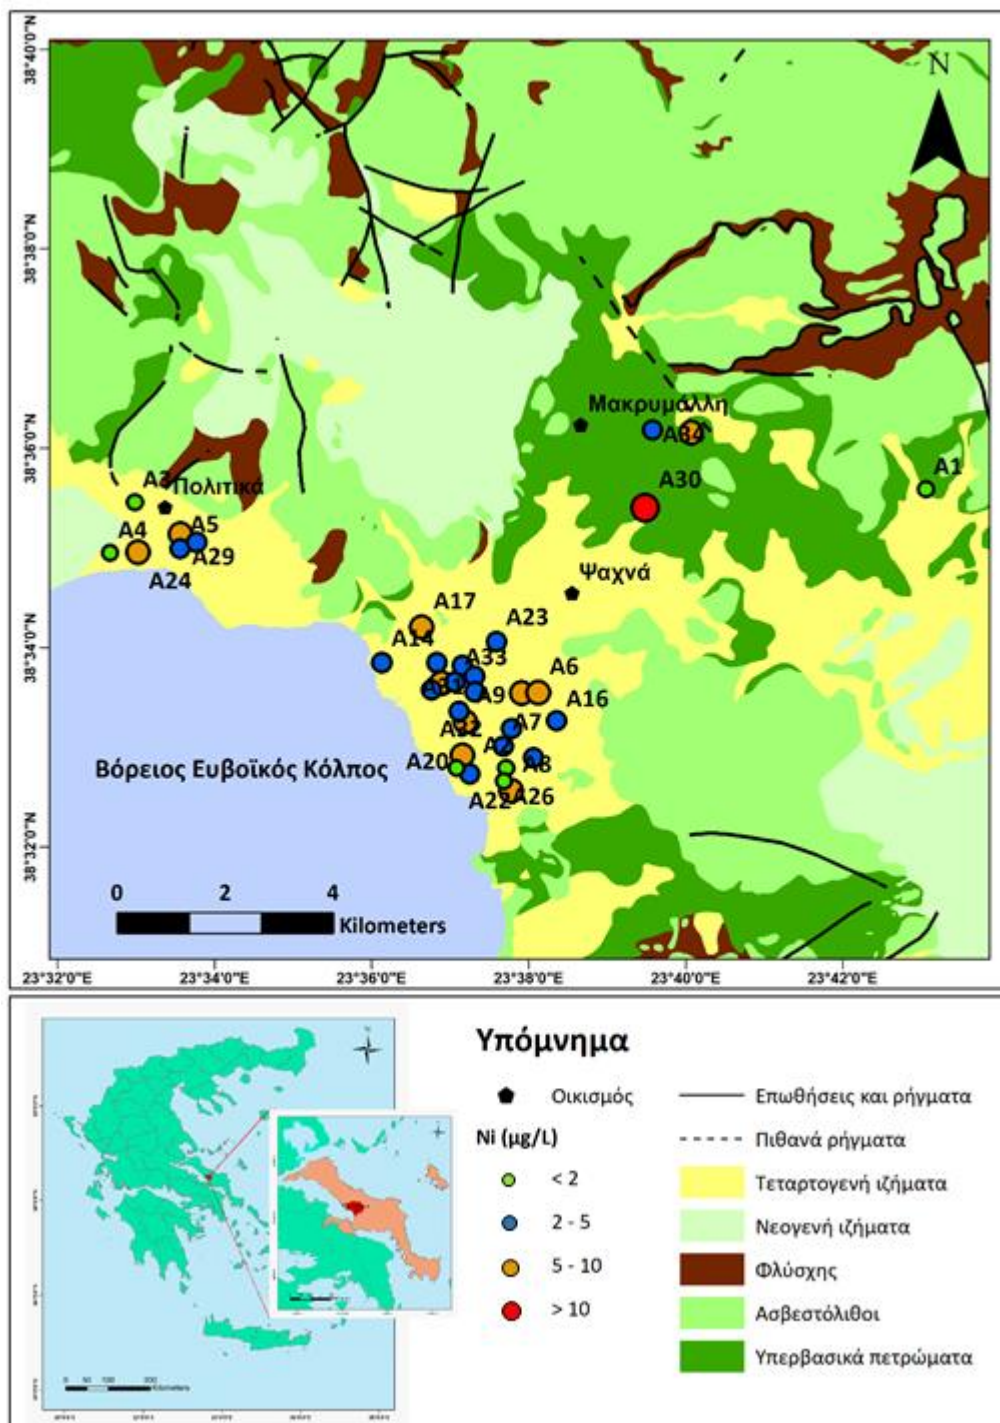 38°40'0"N
38°38'0"N
38°36'0"N
38°34'0"N
38°32'0"N
N
Μακρυμάλλη
A34
A30
A1
A3
Πολιτικά
A4
A5
A29
A24
Ψαχνά
A17
A23
A14
A33
A6
A9
A16
A7
A32
A20
A8
A22
A26
Βόρειος Ευβοϊκός Κόλπος
0 2 4
Kilometers
23°32'0"E 23°34'0"E 23°36'0"E 23°38'0"E 23°40'0"E 23°42'0"E
Υπόμνημα
Οικισμός
Ni (μg/L)
< 2
2 - 5
5 - 10
> 10
Επωθήσεις και ρήγματα
Πιθανά ρήγματα
Τεταρτογενή ιζήματα
Νεογενή ιζήματα
Φλύσχης
Ασβεστόλιθοι
Υπερβασικά πετρώματα